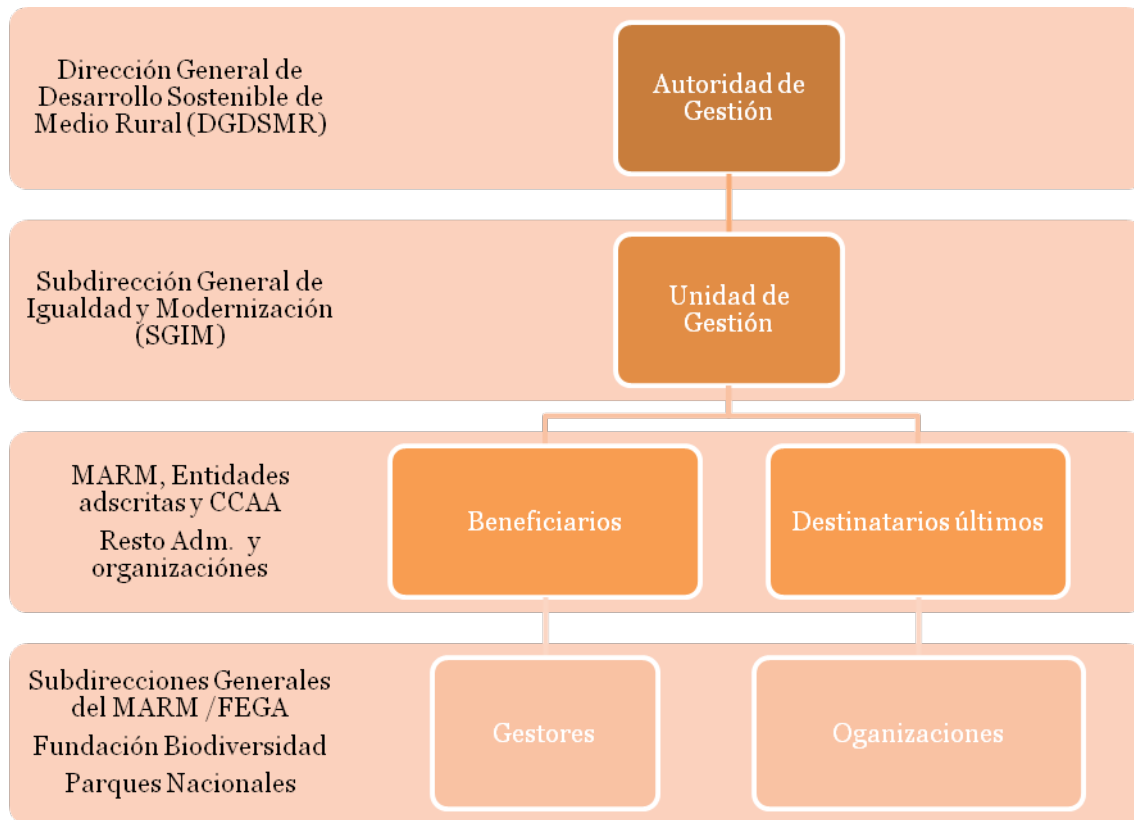 Dirección General de
Desarrollo Sostenible de
Medio Rural (DGDSMR)
Autoridad de
Gestión
Subdirección General de
Igualdad y Modernización
(SGIM)
Unidad de
Gestión
MARM, Entidades
adscritas y CCAA
Resto Adm. y
organizaciónes
Beneficiarios
Destinatarios últimos
Subdirecciones Generales
del MARM /FEGA
Fundación Biodiversidad
Parques Nacionales
Gestores
Oganizaciones